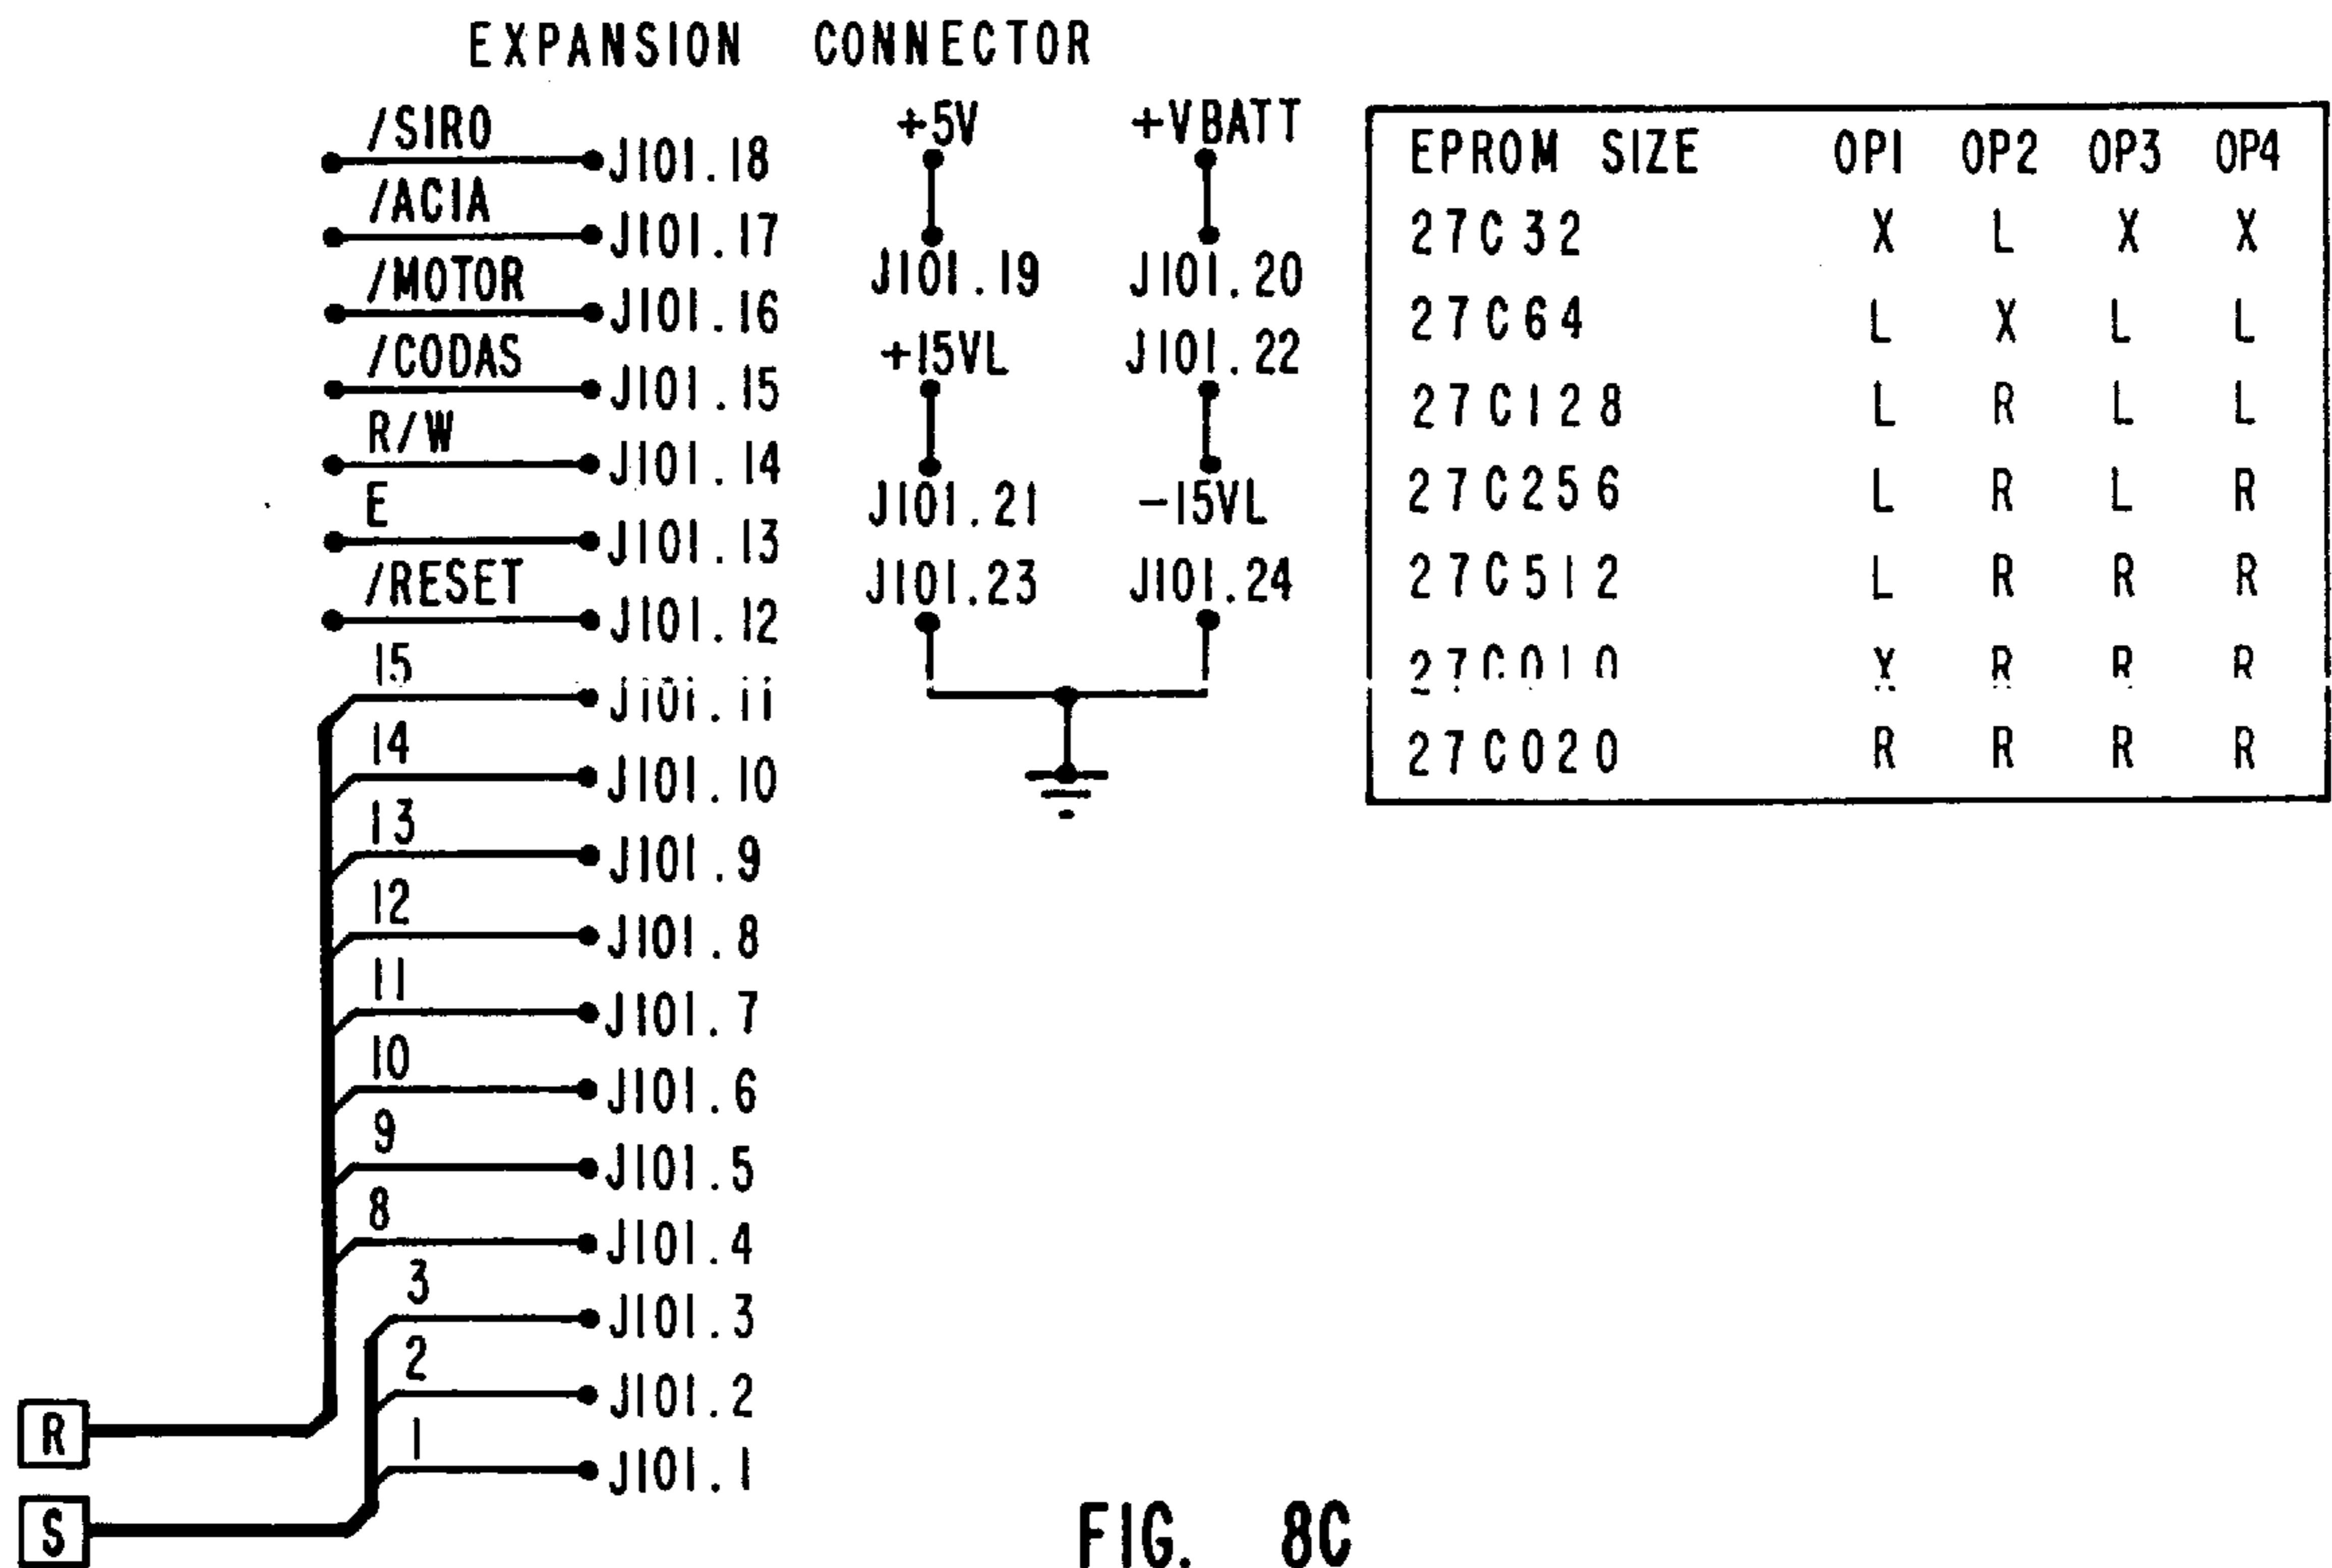 EXPANSION CONNECTOR
/SIRO
J101.18
/ACIA
J101.17
/MOTOR
J101.16
/CODAS
J101.15
R/W
J101.14
E
J101.13
/RESET
J101.12
15
J101.11
14
J101.10
13
J101.9
12
J101.8
11
J101.7
10
J101.6
9
J101.5
8
J101.4
3
J101.3
2
J101.2
1
J101.1
R
S
+5V
J101.19
+VBATT
J101.20
+15VL
J101.21
J101.22
-15VL
J101.23
J101.24
EPROM SIZE OP1 OP2 OP3 OP4
27C32 X L X X
27C64 L X L L
27C128 L R L L
27C256 L R L R
27C512 L R R R
27C010 X R R R
27C020 R R R R
FIG. 8C